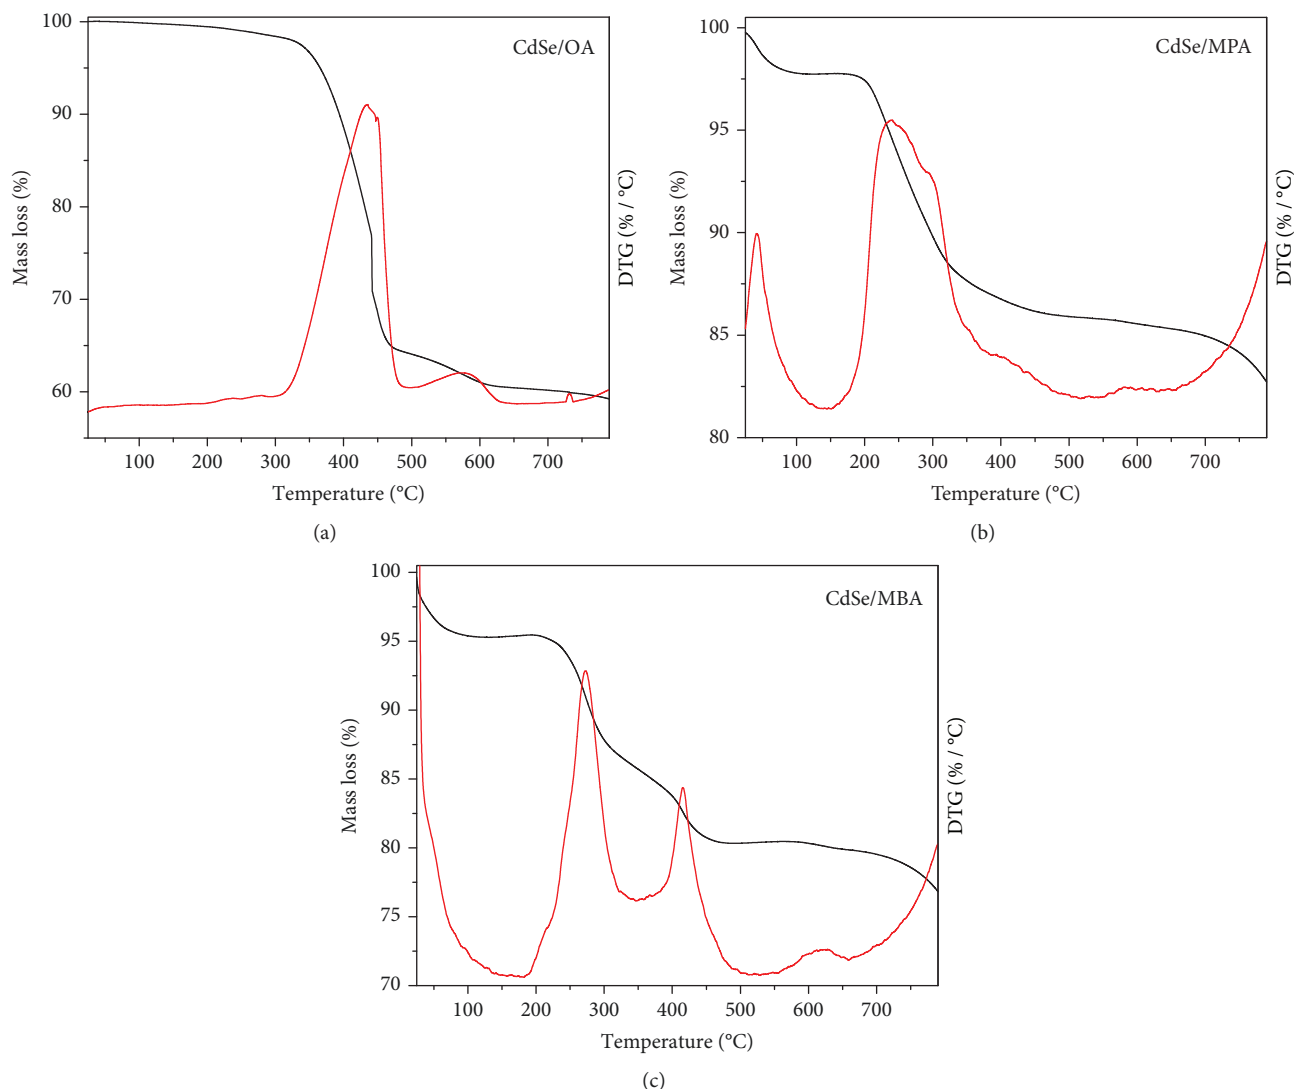 100
90
80
70
60
Mass loss (%)
CdSe/OA
DTG (% / °C)
100 200 300 400 500 600 700
Temperature (°C)
(a)
100
95
90
85
80
Mass loss (%)
CdSe/MPA
DTG (% / °C)
100 200 300 400 500 600 700
Temperature (°C)
(b)
100
95
90
85
80
75
70
Mass loss (%)
CdSe/MBA
DTG (% / °C)
100 200 300 400 500 600 700
Temperature (°C)
(c)